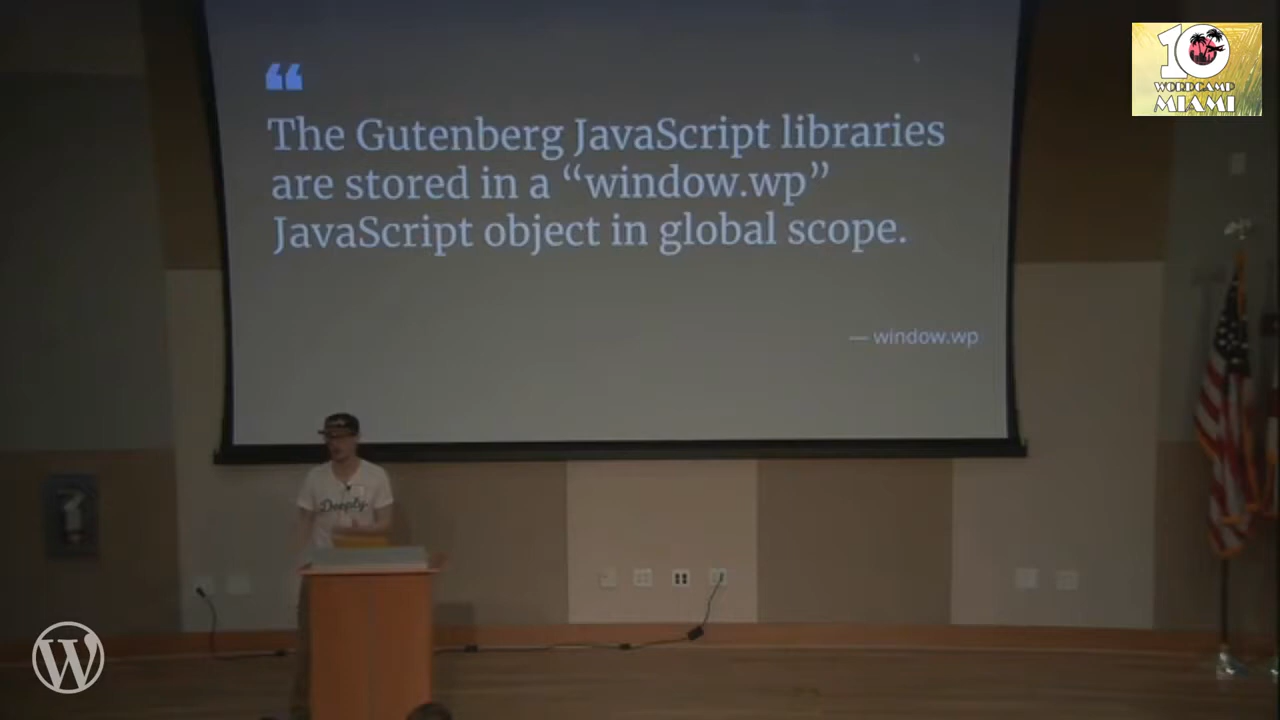 “
The Gutenberg JavaScript libraries
are stored in a “window.wp”
JavaScript object in global scope.
— window.wp
10
WORDCAMP
MIAMI
Deeply.
W